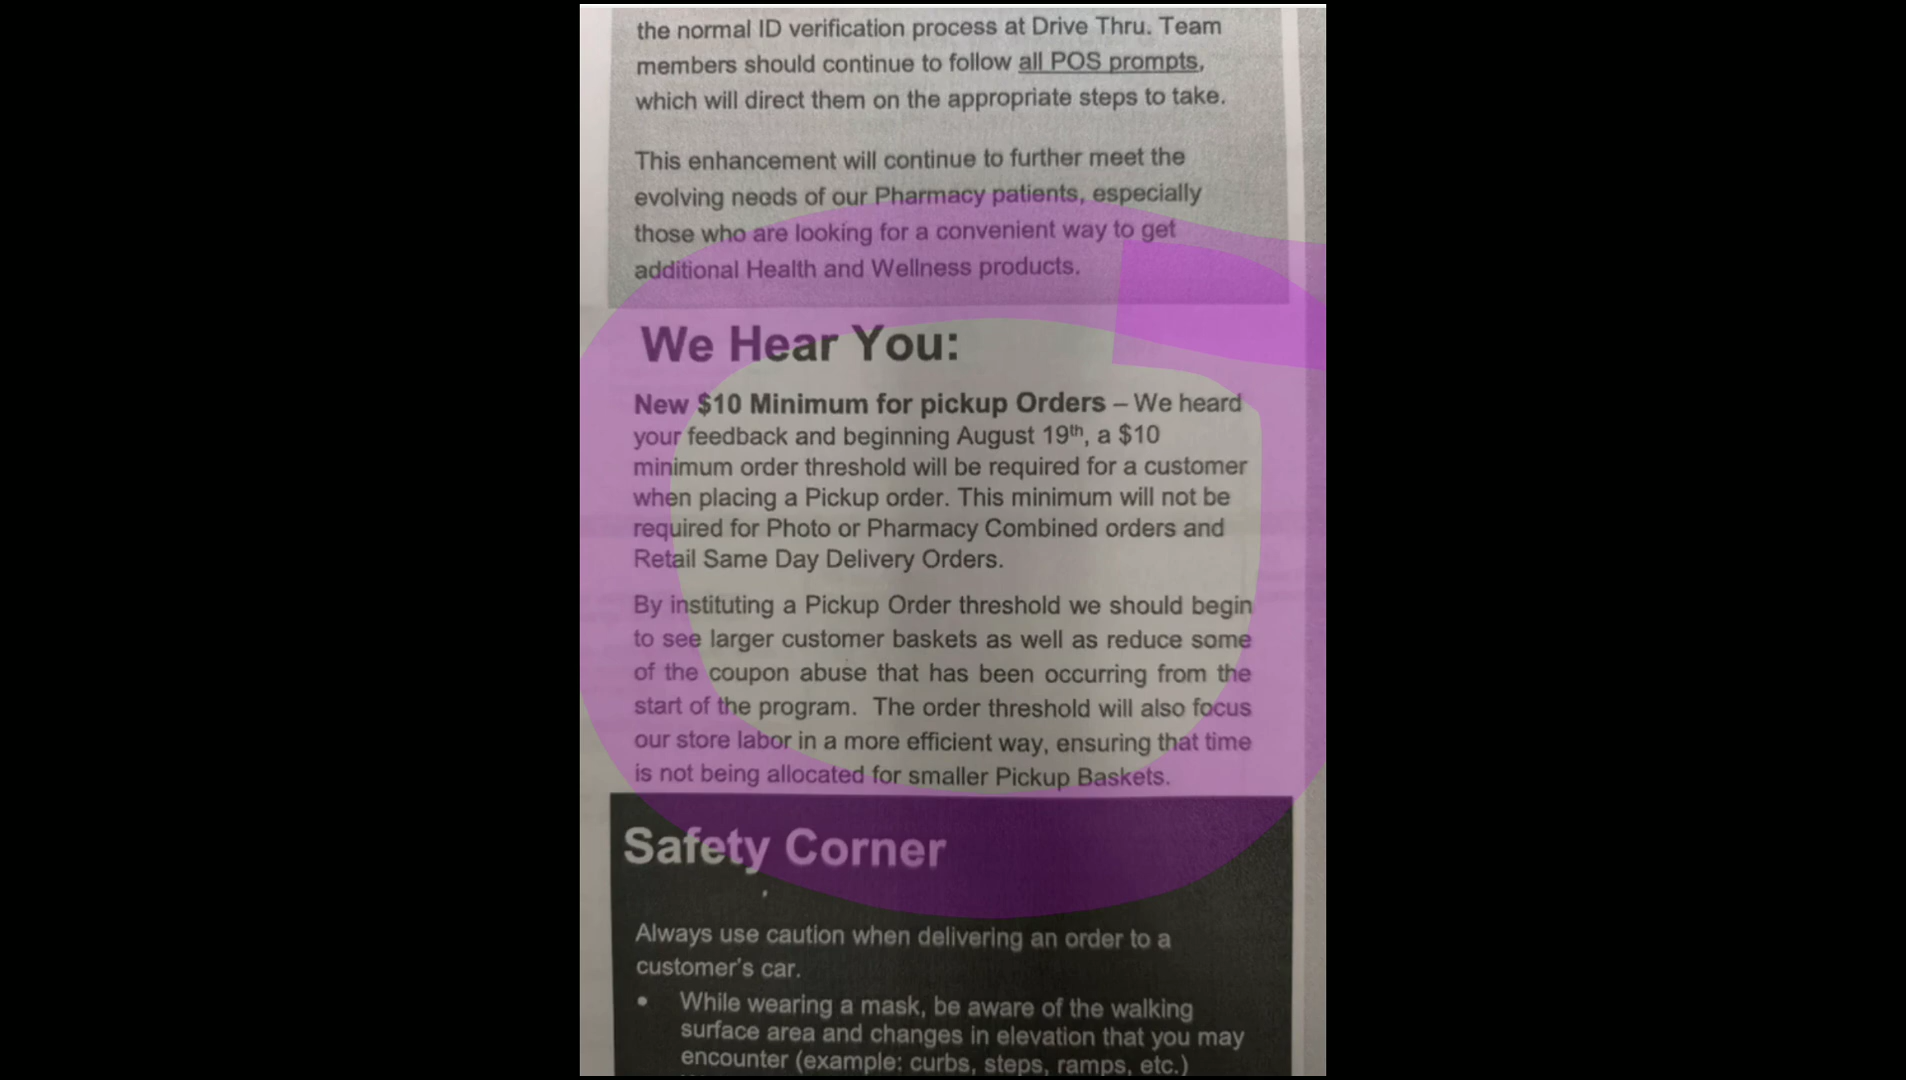 the normal ID verification process at Drive Thru. Team
members should continue to follow all POS prompts,
which will direct them on the appropriate steps to take.
This enhancement will continue to further meet the
evolving needs of our Pharmacy patients, especially
those who are looking for a convenient way to get
additional Health and Wellness products.
We Hear You:
New $10 Minimum for pickup Orders – We heard
your feedback and beginning August 19th, a $10
minimum order threshold will be required for a customer
when placing a Pickup order. This minimum will not be
required for Photo or Pharmacy Combined orders and
Retail Same Day Delivery Orders.
By instituting a Pickup Order threshold we should begin
to see larger customer baskets as well as reduce some
of the coupon abuse that has been occurring from the
start of the program. The order threshold will also focus
our store labor in a more efficient way, ensuring that time
is not being allocated for smaller Pickup Baskets.
Safety Corner
Always use caution when delivering an order to a
customer's car.
• While wearing a mask, be aware of the walking
surface area and changes in elevation that you may
encounter (example: curbs, steps, ramps, etc.)